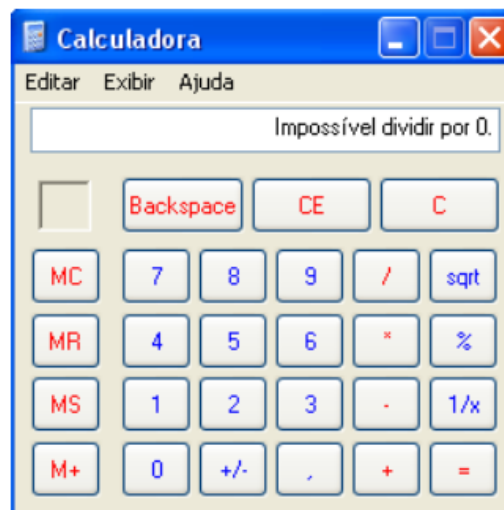 Calculadora
Editar Exibir Ajuda
Impossível dividir por 0.
Backspace CE C
MC 7 8 9 / sqrt
MR 4 5 6 * %
MS 1 2 3 - 1/x
M+ 0 +/- , + =